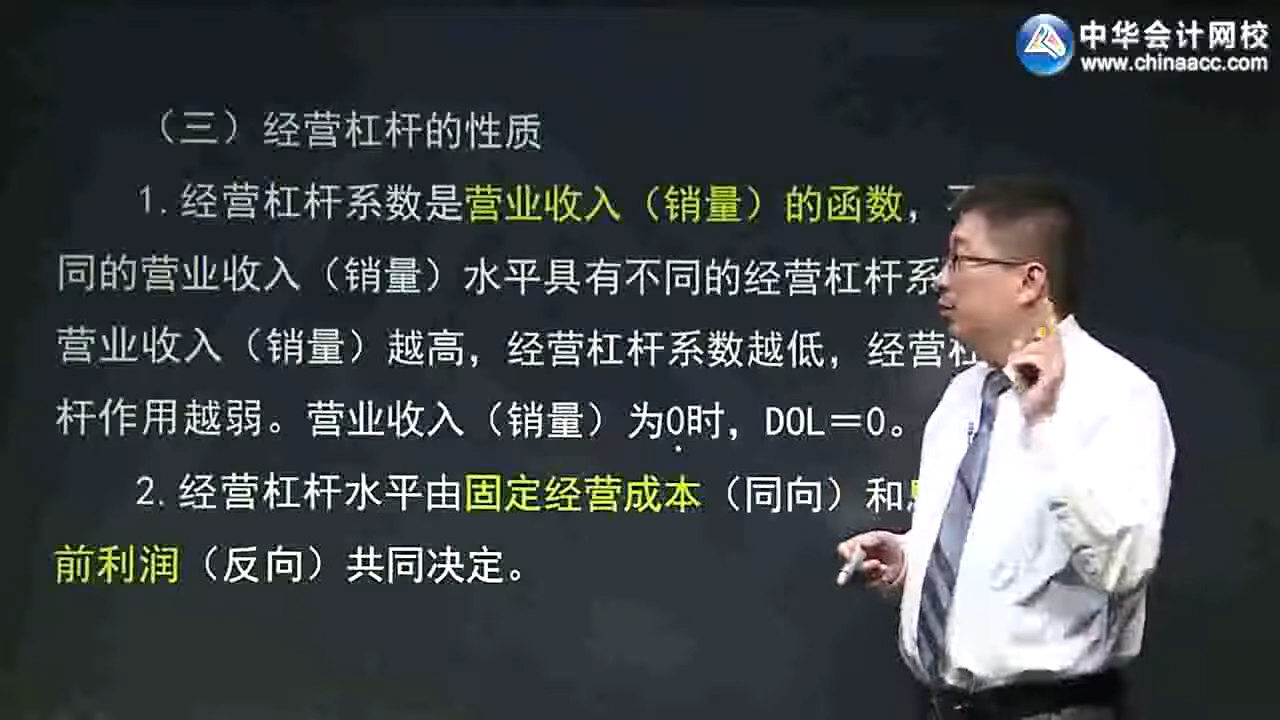 中华会计网校
www.chinaacc.com
（三）经营杠杆的性质
1.经营杠杆系数是营业收入（销量）的函数，
同的营业收入（销量）水平具有不同的经营杠杆系
营业收入（销量）越高，经营杠杆系数越低，经营
杆作用越弱。营业收入（销量）为0时，DOL＝0。
2.经营杠杆水平由固定经营成本（同向）和
前利润（反向）共同决定。